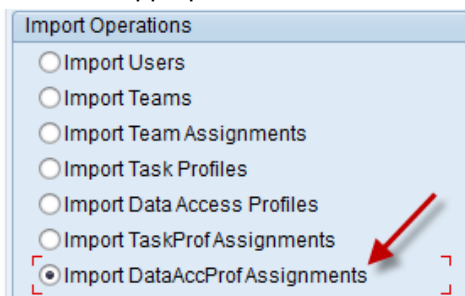 Import Operations
Import Users
Import Teams
Import Team Assignments
Import Task Profiles
Import Data Access Profiles
Import TaskProf Assignments
Import DataAccProf Assignments